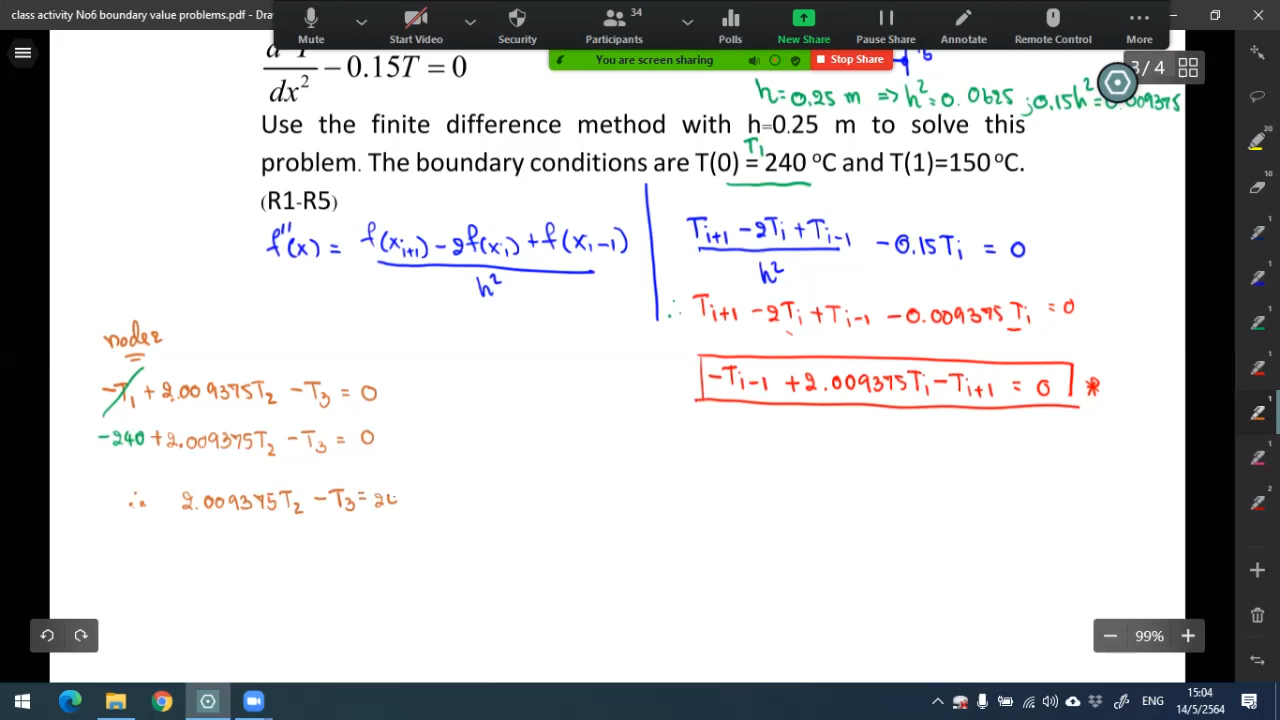 class activity No6 boundary value problems.pdf - Dra
Mute
Start Video
Security
34
Participants
Polls
New Share
Pause Share
Annotate
Remote Control
More
You are screen sharing
Stop Share
3/4
dx² − 0.15T = 0
h = 0.25 m ⇒ h² = 0.0625 ; 0.15h² = 0.009375
Use the finite difference method with h=0.25 m to solve this
T₁
problem. The boundary conditions are T(0) = 240 °C and T(1)=150 °C.
(R1-R5)
f''(x) = f(xᵢ₊₁) − 2f(xᵢ) + f(xᵢ−1) / h²
Tᵢ₊₁ − 2Tᵢ + Tᵢ₋₁ / h² − 0.15Tᵢ = 0
∴ Tᵢ₊₁ − 2Tᵢ + Tᵢ₋₁ − 0.009375 Tᵢ = 0
−Tᵢ₋₁ + 2.009375Tᵢ − Tᵢ₊₁ = 0 *
node2
−T₁ + 2.009375T₂ − T₃ = 0
−240 + 2.009375T₂ − T₃ = 0
∴ 2.009375T₂ − T₃ =
99%
ENG
15:04
14/5/2564